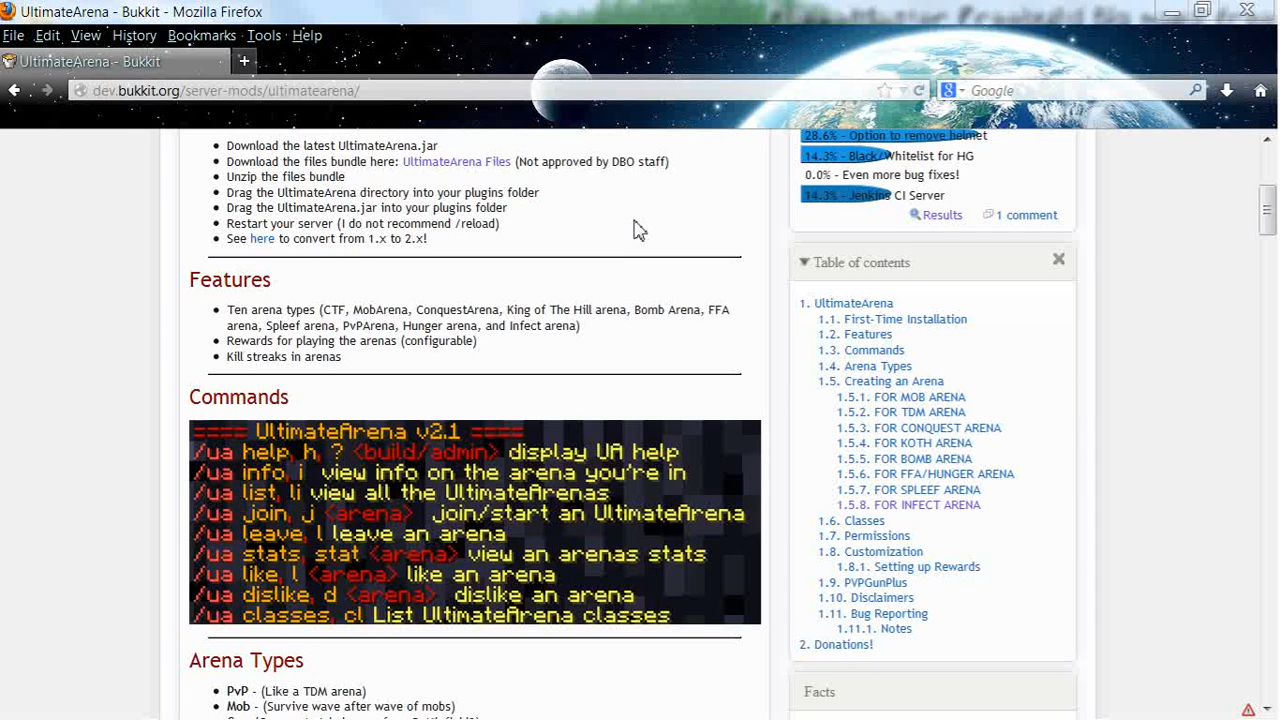 UltimateArena - Bukkit - Mozilla Firefox
File Edit View History Bookmarks Tools Help
UltimateArena - Bukkit
dev.bukkit.org/server-mods/ultimatearena/
Google
Download the latest UltimateArena.jar
Download the files bundle here: UltimateArena Files (Not approved by DBO staff)
Unzip the files bundle
Drag the UltimateArena directory into your plugins folder
Drag the UltimateArena.jar into your plugins folder
Restart your server (I do not recommend /reload)
See here to convert from 1.x to 2.x!
Features
Ten arena types (CTF, MobArena, ConquestArena, King of The Hill arena, Bomb Arena, FFA
arena, Spleef arena, PvPArena, Hunger arena, and Infect arena)
Rewards for playing the arenas (configurable)
Kill streaks in arenas
Commands
==== UltimateArena v2.1 ====
/ua help, h, ? <build/admin> display UA help
/ua info, i view info on the arena you're in
/ua list, li view all the UltimateArenas
/ua join, j <arena> join/start an UltimateArena
/ua leave, l leave an arena
/ua stats, stat <arena> view an arenas stats
/ua like, l <arena> like an arena
/ua dislike, d <arena> dislike an arena
/ua classes, cl List UltimateArena classes
Arena Types
PvP - (Like a TDM arena)
Mob - (Survive wave after wave of mobs)
28.6% - Option to remove helmet
14.3% - Black/Whitelist for HG
0.0% - Even more bug fixes!
14.3% - Jenkins CI Server
Results 1 comment
Table of contents
1. UltimateArena
1.1. First-Time Installation
1.2. Features
1.3. Commands
1.4. Arena Types
1.5. Creating an Arena
1.5.1. FOR MOB ARENA
1.5.2. FOR TDM ARENA
1.5.3. FOR CONQUEST ARENA
1.5.4. FOR KOTH ARENA
1.5.5. FOR BOMB ARENA
1.5.6. FOR FFA/HUNGER ARENA
1.5.7. FOR SPLEEF ARENA
1.5.8. FOR INFECT ARENA
1.6. Classes
1.7. Permissions
1.8. Customization
1.8.1. Setting up Rewards
1.9. PVPGunPlus
1.10. Disclaimers
1.11. Bug Reporting
1.11.1. Notes
2. Donations!
Facts